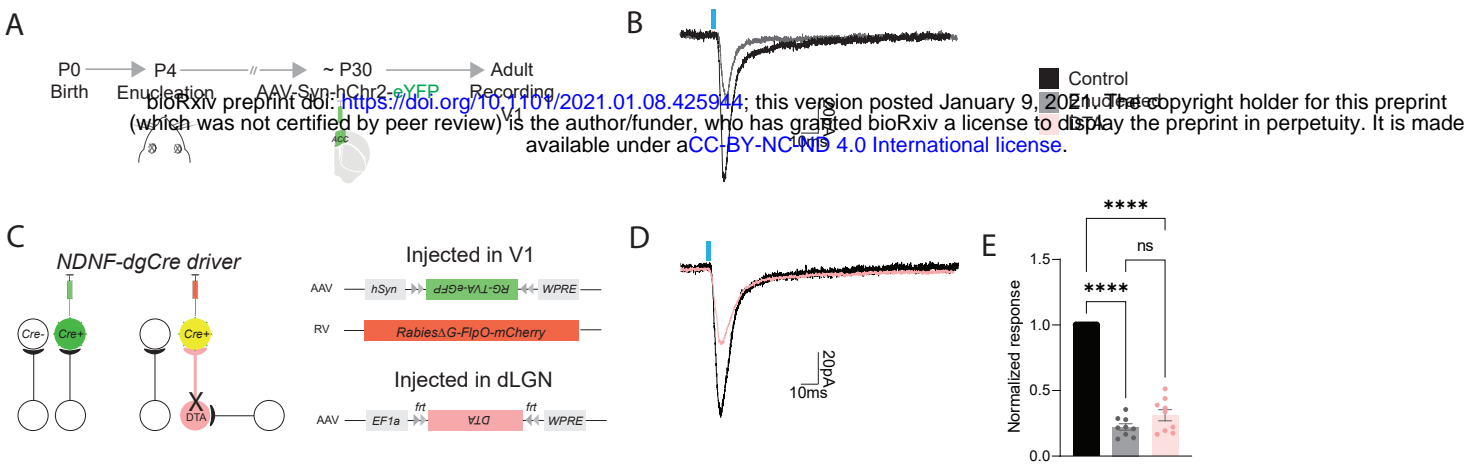 A
P0
Birth
P4
Enucleation
~ P30
AAV-Syn-hChr2-eYFP
ACC
Adult
Recording
V1
B
10ms
Control
Enucleated
DTA
bioRxiv preprint doi: https://doi.org/10.1101/2021.01.08.425944; this version posted January 9, 2021. The copyright holder for this preprint
(which was not certified by peer review) is the author/funder, who has granted bioRxiv a license to display the preprint in perpetuity. It is made
available under aCC-BY-NC-ND 4.0 International license.
C
NDNF-dgCre driver
Cre-
Cre+
Cre+
X
DTA
Injected in V1
AAV
hSyn
RG-TVA-eGFP
WPRE
RV
RabiesΔG-FlpO-mCherry
Injected in dLGN
AAV
EF1a
frt
DTA
frt
WPRE
D
20pA
10ms
E
Normalized response
1.5
1.0
0.5
0.0
****
ns
****